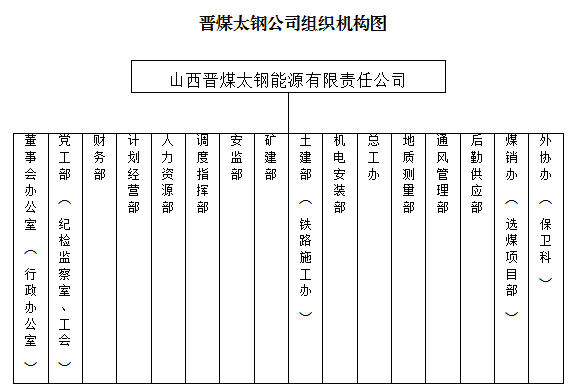 晋煤太钢公司组织机构图
山西晋煤太钢能源有限责任公司
董事会办公室（行政办公室）
党工部（纪检监察室、工会）
财务部
计划经营部
人力资源部
调度指挥部
安监部
矿建部
土建部（铁路施工办）
机电安装部
总工办
地质测量部
通风管理部
后勤供应部
煤销办（选煤项目部）
外协办（保卫科）